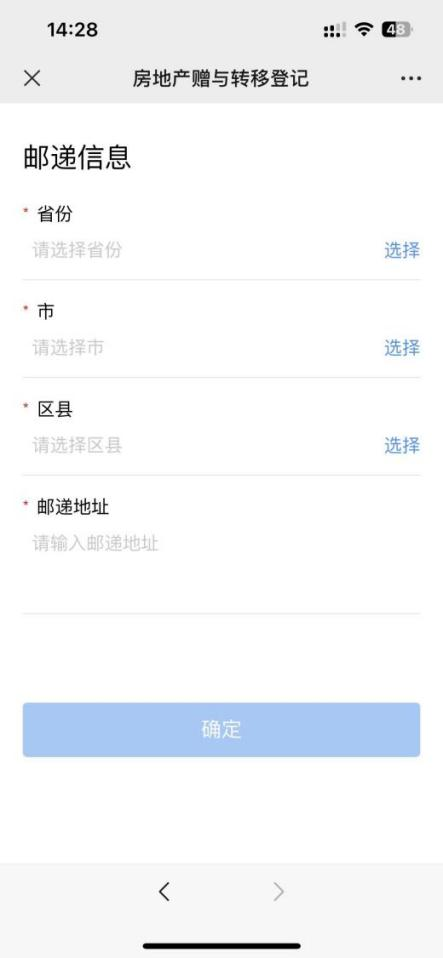 14:28
48
房地产赠与转移登记
邮递信息
* 省份
请选择省份 选择
* 市
请选择市 选择
* 区县
请选择区县 选择
* 邮递地址
请输入邮递地址
确定